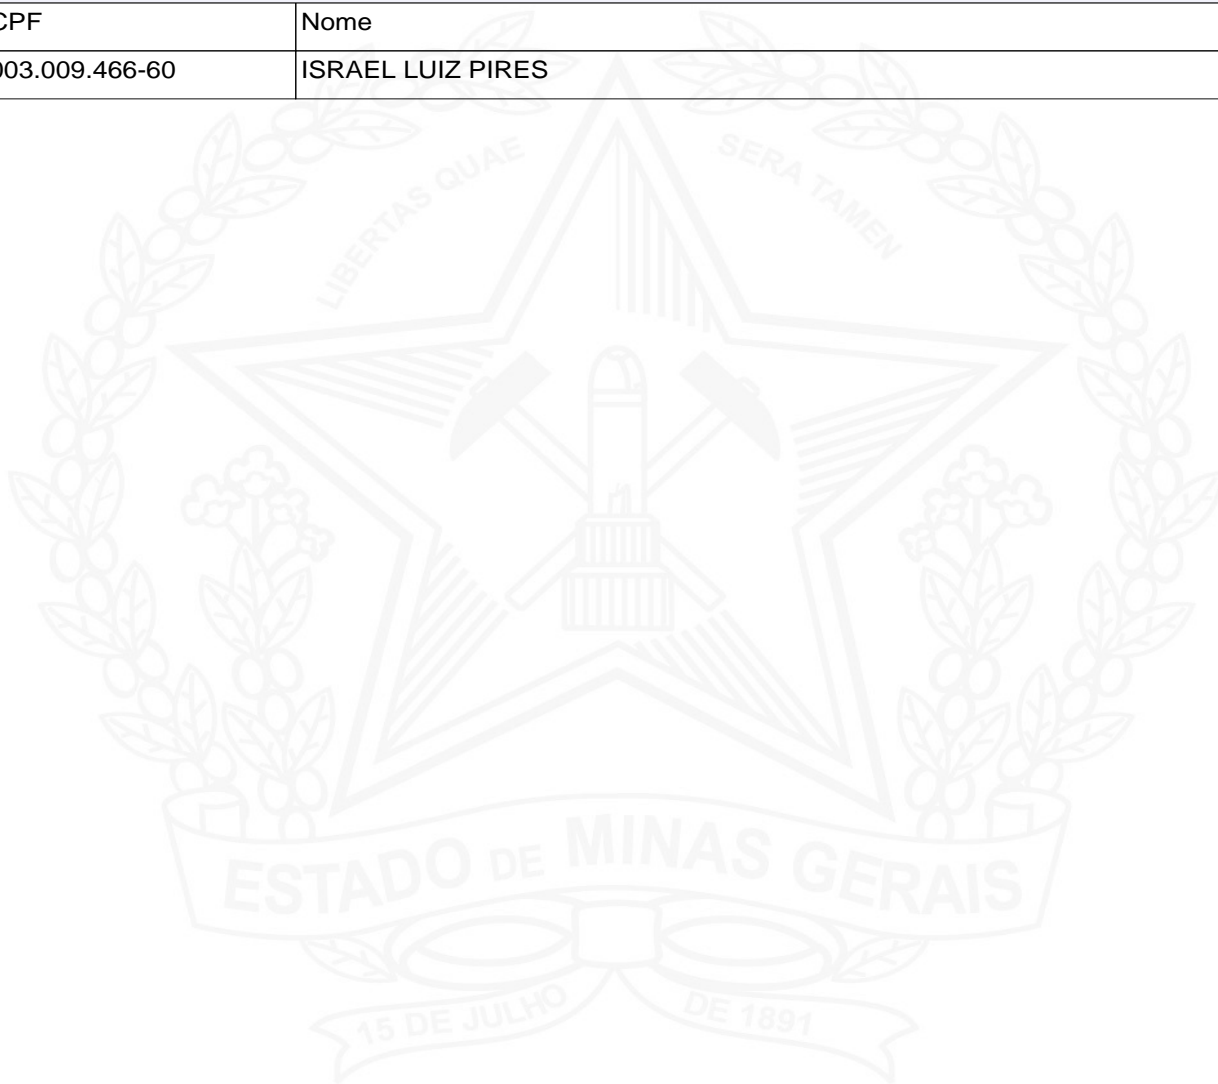 CPF Nome
003.009.466-60 ISRAEL LUIZ PIRES
LIBERTAS QUAE SERA TAMEN
ESTADO DE MINAS GERAIS
15 DE JULHO DE 1891